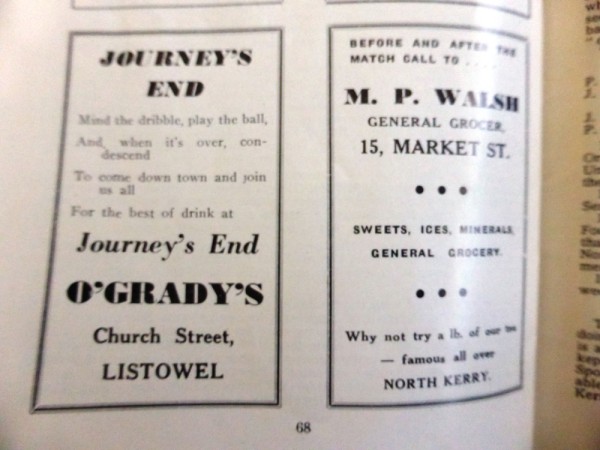 JOURNEY'S
END
Mind the dribble, play the ball,
And, when it's over, con-
descend
To come down town and join
us all
For the best of drink at
Journey's End
O'GRADY'S
Church Street,
LISTOWEL
BEFORE AND AFTER THE
MATCH CALL TO ....
M. P. WALSH
GENERAL GROCER,
15, MARKET ST.
● ● ●
SWEETS, ICES, MINERALS,
GENERAL GROCERY.
● ● ●
Why not try a lb. of our tea
— famous all over
NORTH KERRY.
68